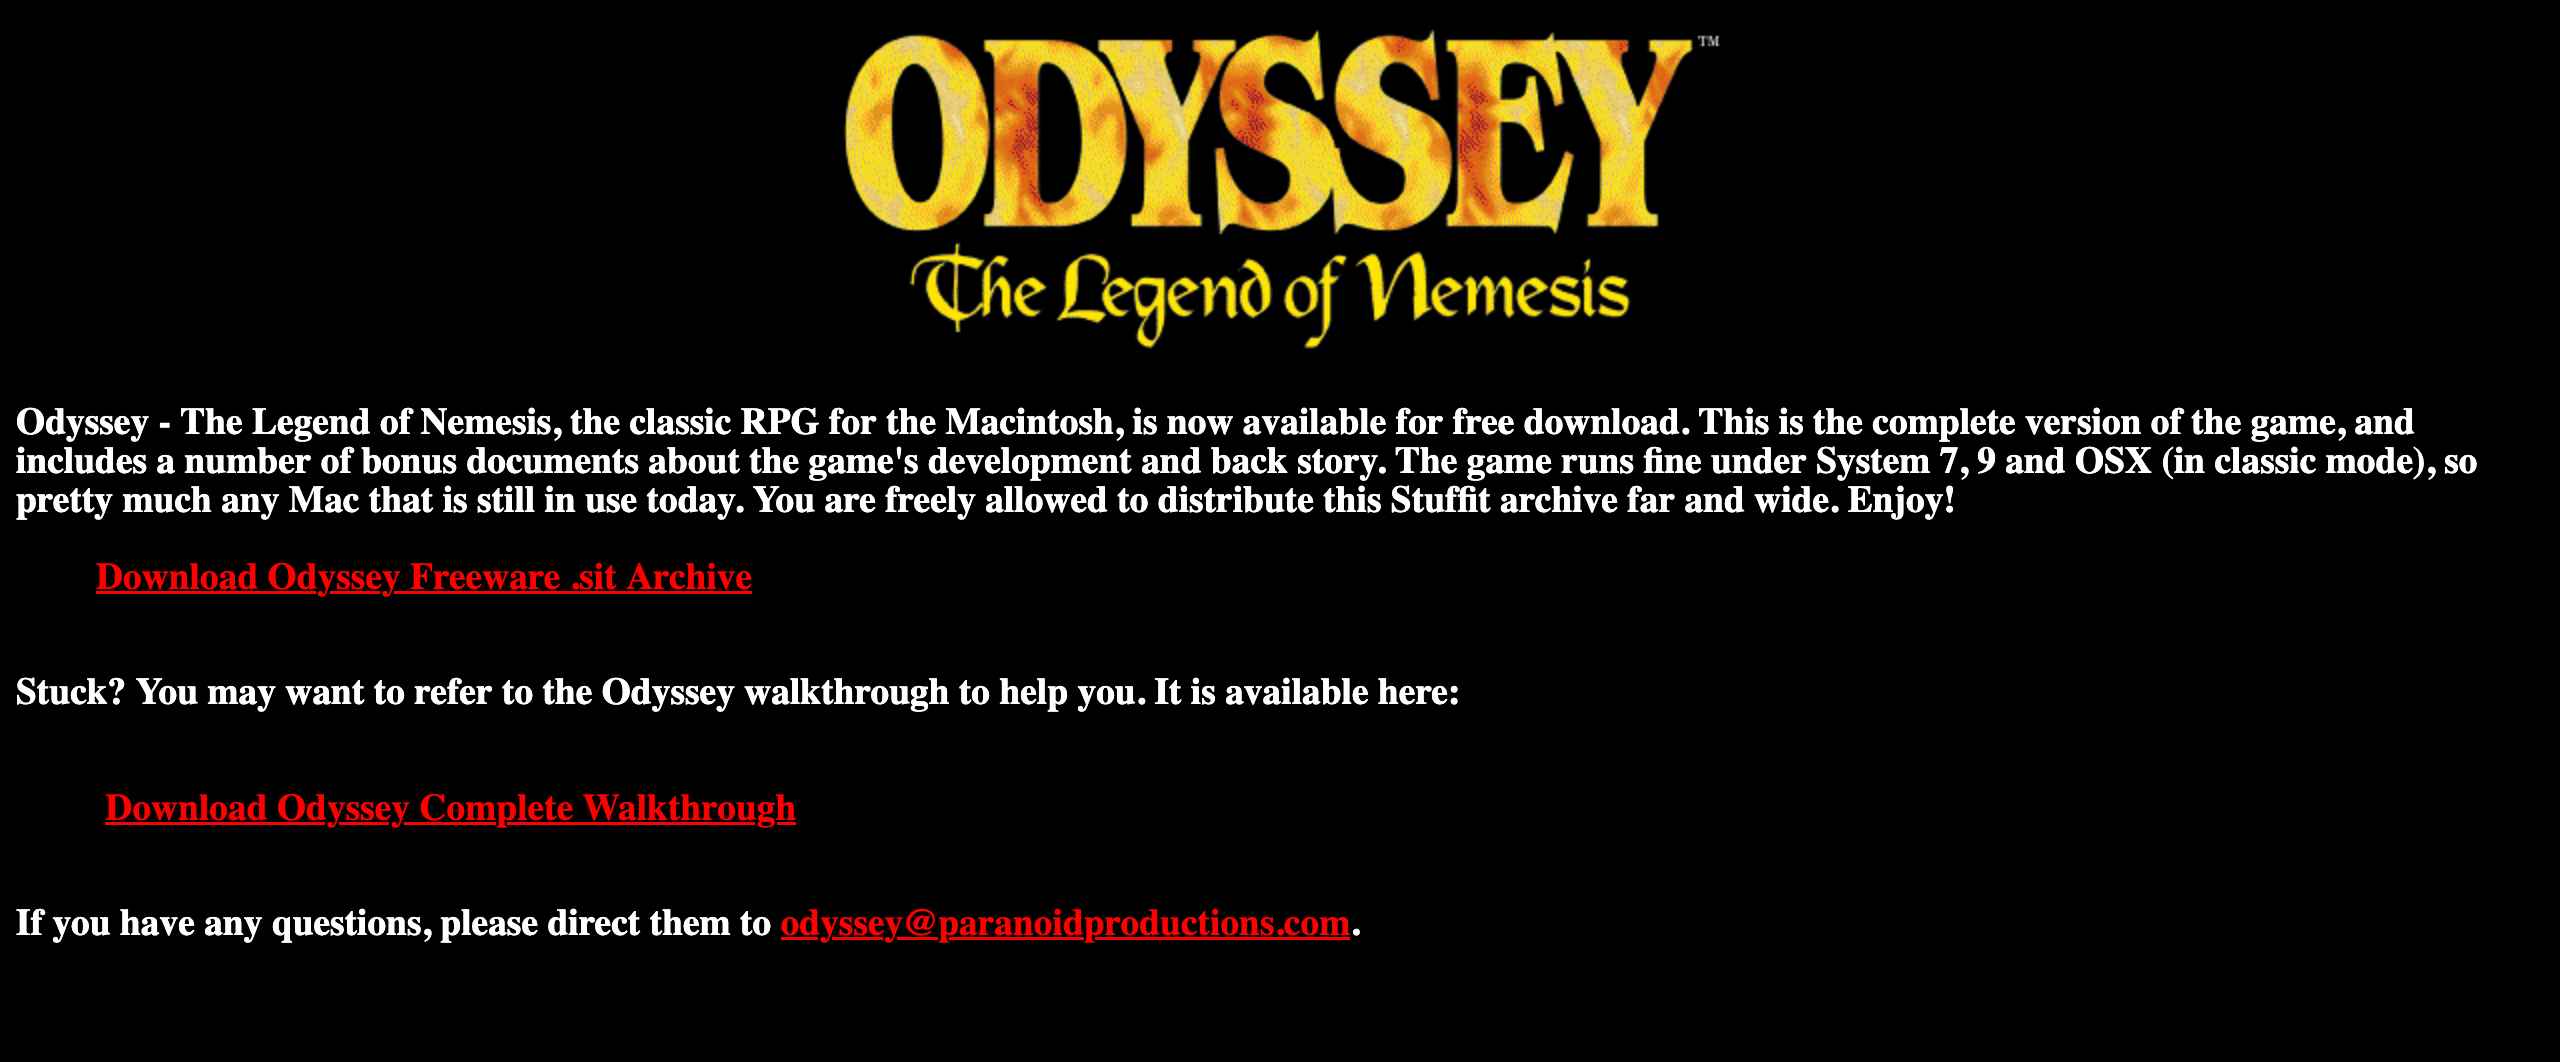 ODYSSEY™
The Legend of Nemesis
Odyssey - The Legend of Nemesis, the classic RPG for the Macintosh, is now available for free download. This is the complete version of the game, and
includes a number of bonus documents about the game's development and back story. The game runs fine under System 7, 9 and OSX (in classic mode), so
pretty much any Mac that is still in use today. You are freely allowed to distribute this Stuffit archive far and wide. Enjoy!
Download Odyssey Freeware .sit Archive
Stuck? You may want to refer to the Odyssey walkthrough to help you. It is available here:
Download Odyssey Complete Walkthrough
If you have any questions, please direct them to odyssey@paranoidproductions.com.